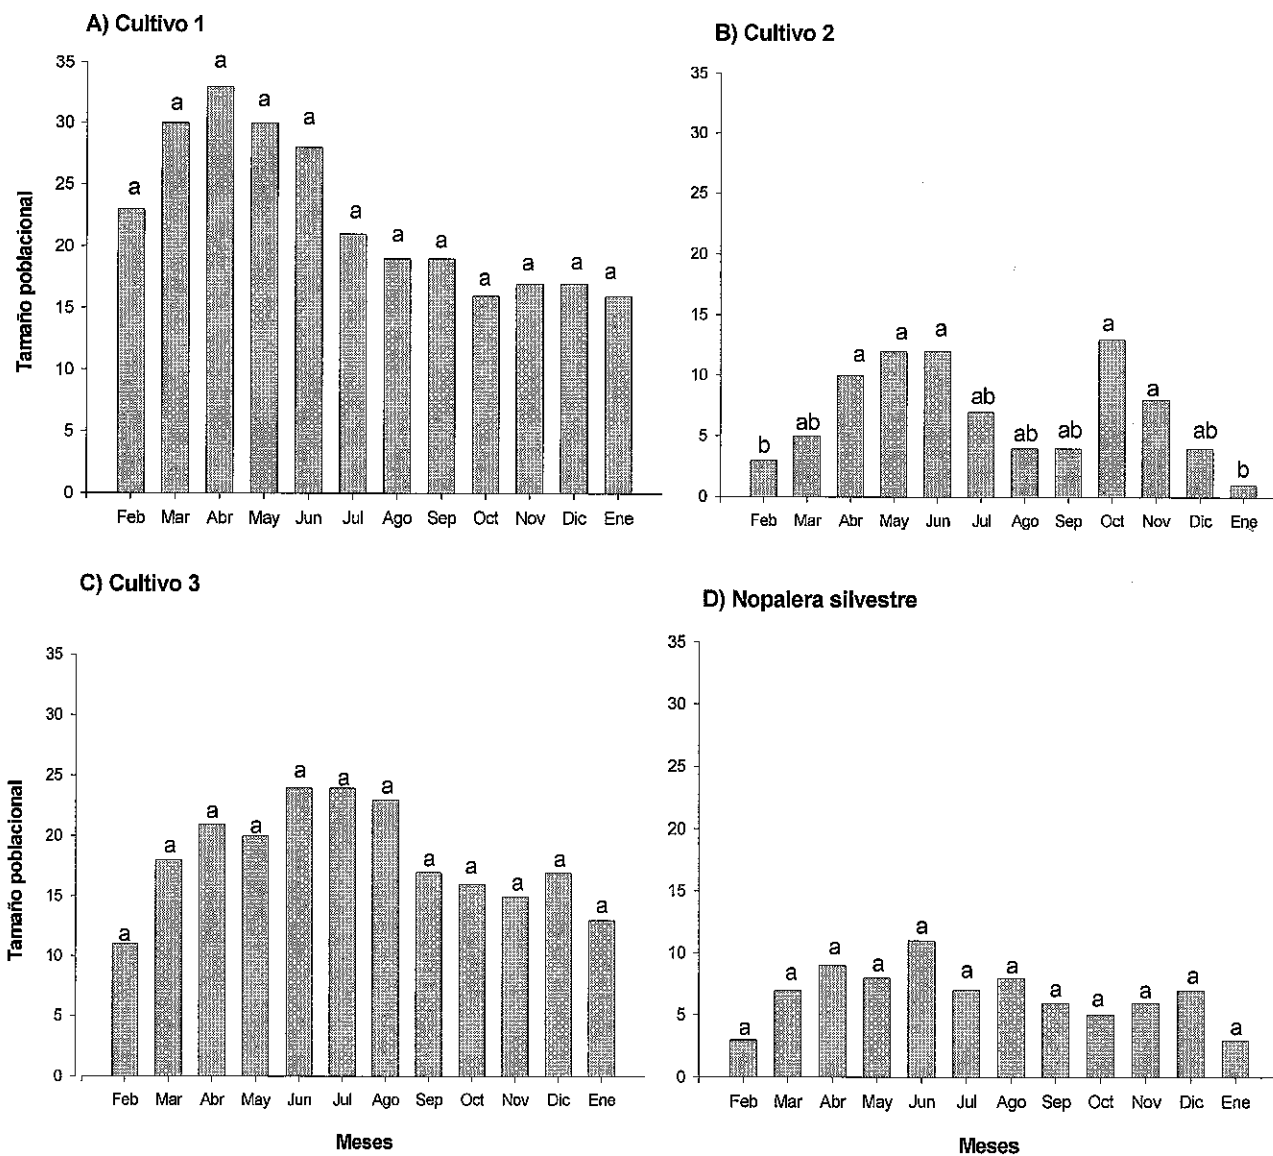 A) Cultivo 1
35
30
25
20
15
10
5
0
Tamaño poblacional
a a a a a a a a a a a a
Feb Mar Abr May Jun Jul Ago Sep Oct Nov Dic Ene
B) Cultivo 2
35
30
25
20
15
10
5
0
b ab a a a ab ab ab a a ab b
Feb Mar Abr May Jun Jul Ago Sep Oct Nov Dic Ene
C) Cultivo 3
35
30
25
20
15
10
5
0
Tamaño poblacional
a a a a a a a a a a a a
Feb Mar Abr May Jun Jul Ago Sep Oct Nov Dic Ene
Meses
D) Nopalera silvestre
35
30
25
20
15
10
5
0
a a a a a a a a a a a a
Feb Mar Abr May Jun Jul Ago Sep Oct Nov Dic Ene
Meses